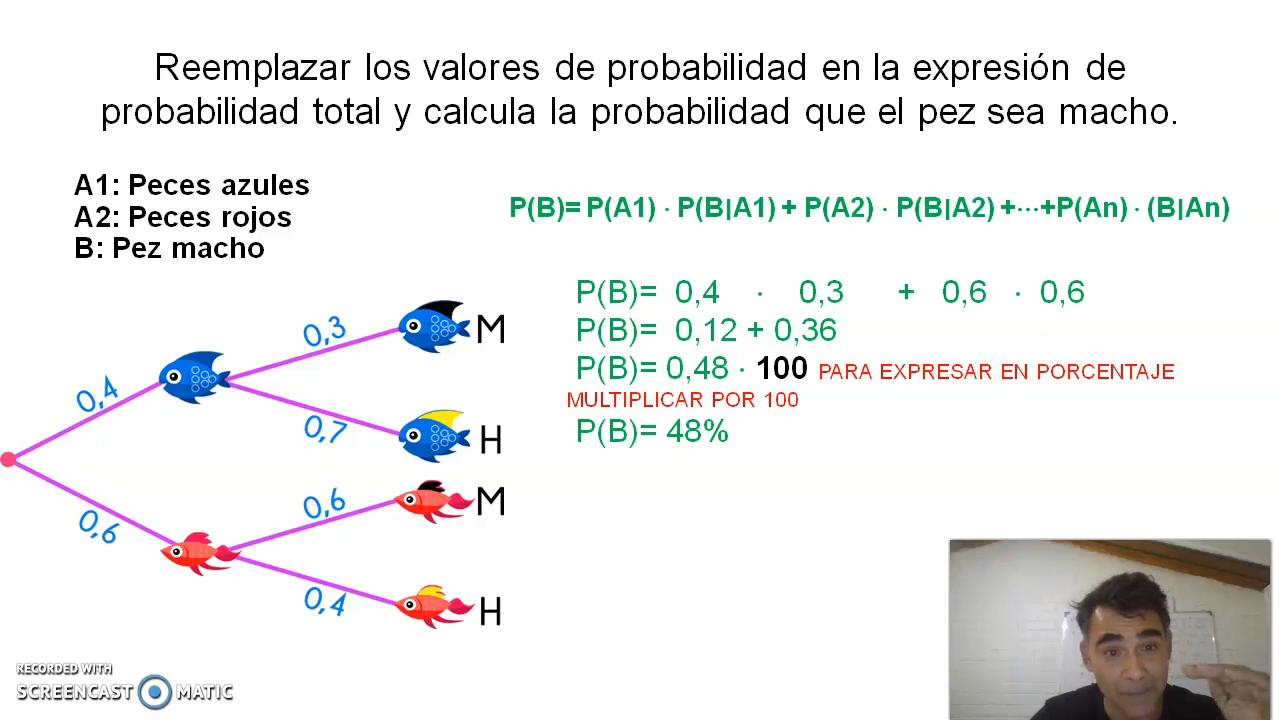 Reemplazar los valores de probabilidad en la expresión de
probabilidad total y calcula la probabilidad que el pez sea macho.
A1: Peces azules
A2: Peces rojos
B: Pez macho
P(B)= P(A1) · P(B|A1) + P(A2) · P(B|A2) +···+P(An) · (B|An)
P(B)= 0,4 · 0,3 + 0,6 · 0,6
P(B)= 0,12 + 0,36
P(B)= 0,48 · 100 PARA EXPRESAR EN PORCENTAJE
MULTIPLICAR POR 100
P(B)= 48%
0,3
M
0,4
0,7
H
0,6
M
0,6
0,4
H
RECORDED WITH
SCREENCAST MATIC